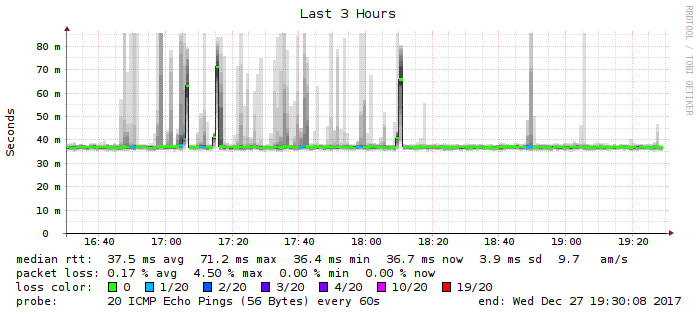 Last 3 Hours
RRDTOOL / TOBI OETIKER
Seconds
80 m
70 m
60 m
50 m
40 m
30 m
20 m
10 m
0
16:40 17:00 17:20 17:40 18:00 18:20 18:40 19:00 19:20
median rtt: 37.5 ms avg 71.2 ms max 36.4 ms min 36.7 ms now 3.9 ms sd 9.7 am/s
packet loss: 0.17 % avg 4.50 % max 0.00 % min 0.00 % now
loss color: 0 1/20 2/20 3/20 4/20 10/20 19/20
probe: 20 ICMP Echo Pings (56 Bytes) every 60s end: Wed Dec 27 19:30:08 2017